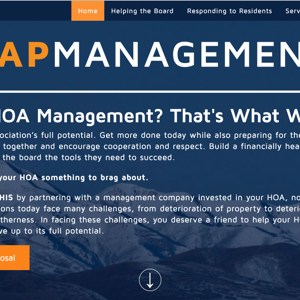 Home Helping the Board Responding to Residents Serv
APMANAGEMEN
HOA Management? That's What W
ociation's full potential. Get more done today while also preparing for the
together and encourage cooperation and respect. Build a financially hea
the board the tools they need to succeed.
your HOA something to brag about.
HIS by partnering with a management company invested in your HOA, no
ons today face many challenges, from deterioration of property to deteri
therness. In facing these challenges, you deserve a friend to help your H
ve up to its full potential.
osal